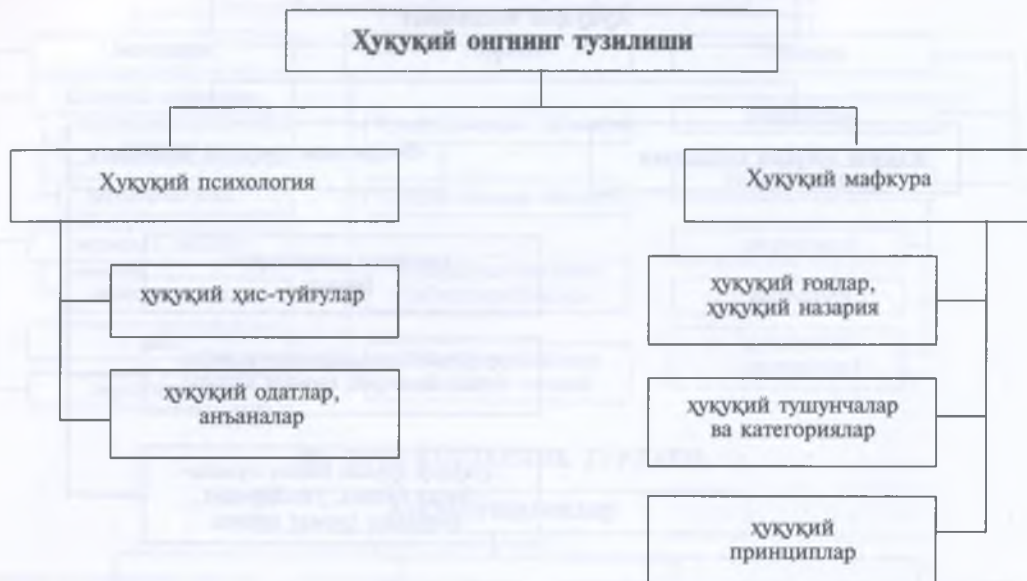 Ҳуқуқий онгнинг тузилиши
Ҳуқуқий психология
Ҳуқуқий мафкура
ҳуқуқий ҳис-туйғулар
ҳуқуқий одатлар,
анъаналар
ҳуқуқий ғоялар,
ҳуқуқий назария
ҳуқуқий тушунчалар
ва категориялар
ҳуқуқий
принциплар